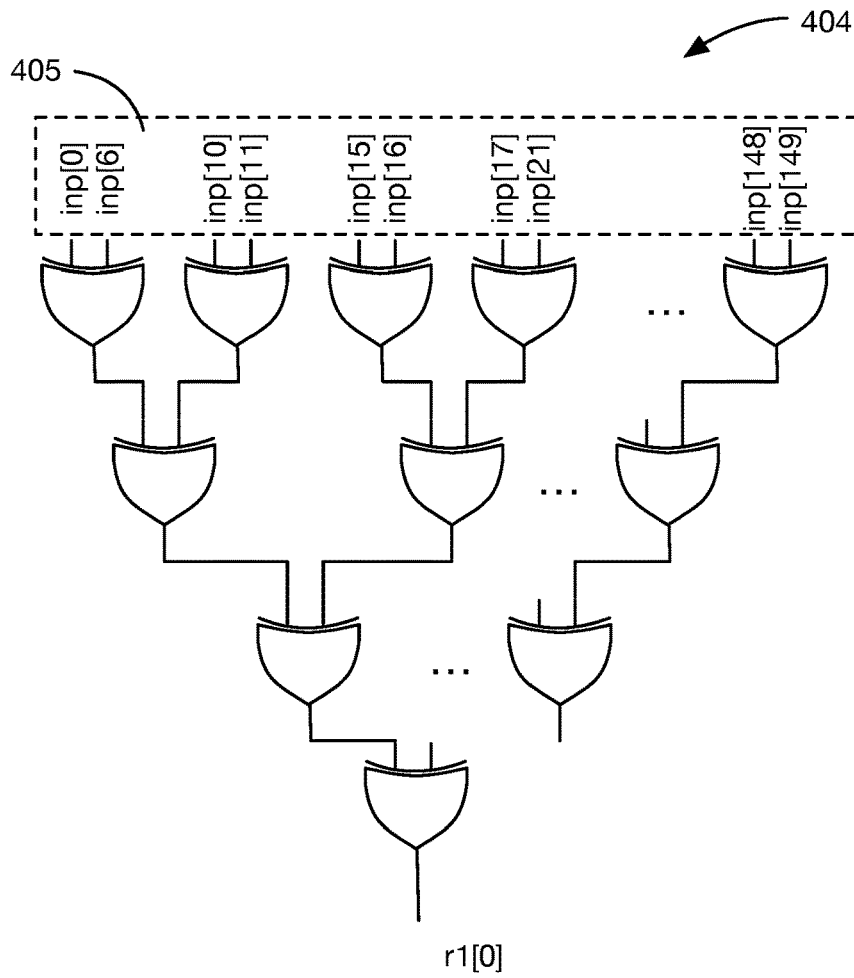 404
405
inp[0]
inp[6]
inp[10]
inp[11]
inp[15]
inp[16]
inp[17]
inp[21]
inp[148]
inp[149]
...
...
...
r1[0]